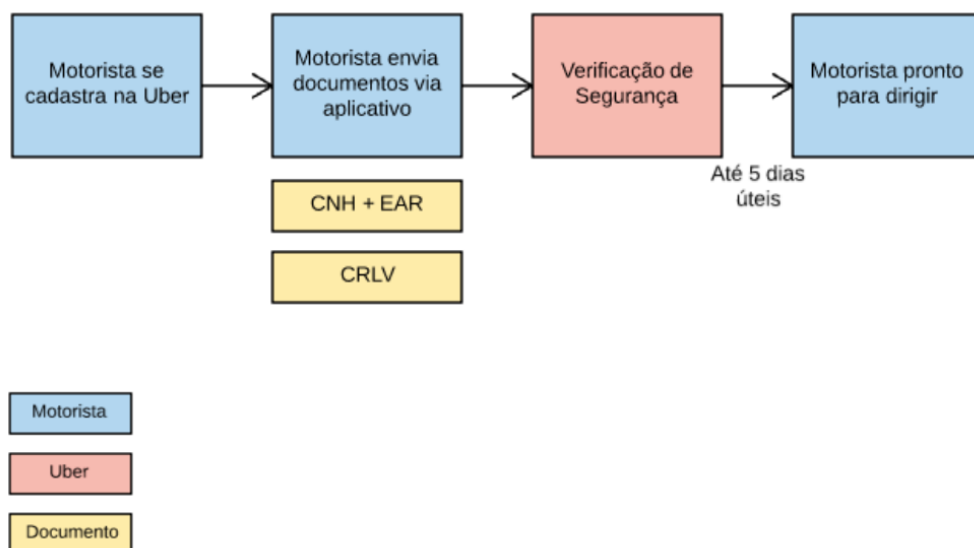 Motorista se
cadastra na Uber
Motorista envia
documentos via
aplicativo
Verificação de
Segurança
Motorista pronto
para dirigir
Até 5 dias
úteis
CNH + EAR
CRLV
Motorista
Uber
Documento